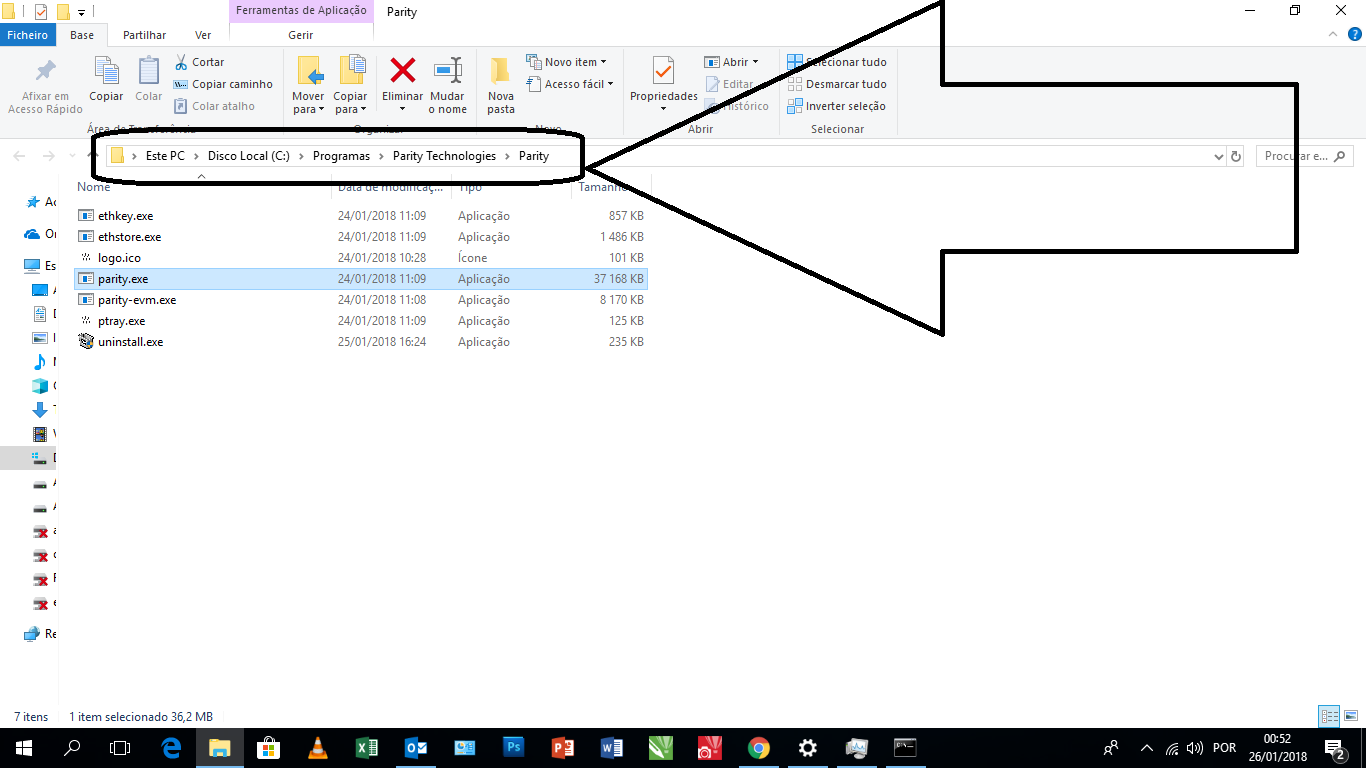 Ferramentas de Aplicação Parity
Ficheiro Base Partilhar Ver Gerir
Afixar em Acesso Rápido
Copiar
Colar
Cortar
Copiar caminho
Colar atalho
Mover para
Copiar para
Eliminar
Mudar o nome
Nova pasta
Novo item
Acesso fácil
Propriedades
Abrir
Editar
Histórico
Selecionar tudo
Desmarcar tudo
Inverter seleção
Área de Transferência Organizar Novo Abrir Selecionar
Este PC > Disco Local (C:) > Programas > Parity Technologies > Parity
Procurar e...
Nome Data de modificaç... Tipo Tamanho
ethkey.exe 24/01/2018 11:09 Aplicação 857 KB
ethstore.exe 24/01/2018 11:09 Aplicação 1 486 KB
logo.ico 24/01/2018 10:28 Ícone 101 KB
parity.exe 24/01/2018 11:09 Aplicação 37 168 KB
parity-evm.exe 24/01/2018 11:08 Aplicação 8 170 KB
ptray.exe 24/01/2018 11:09 Aplicação 125 KB
uninstall.exe 25/01/2018 16:24 Aplicação 235 KB
7 itens 1 item selecionado 36,2 MB
POR
00:52
26/01/2018
2